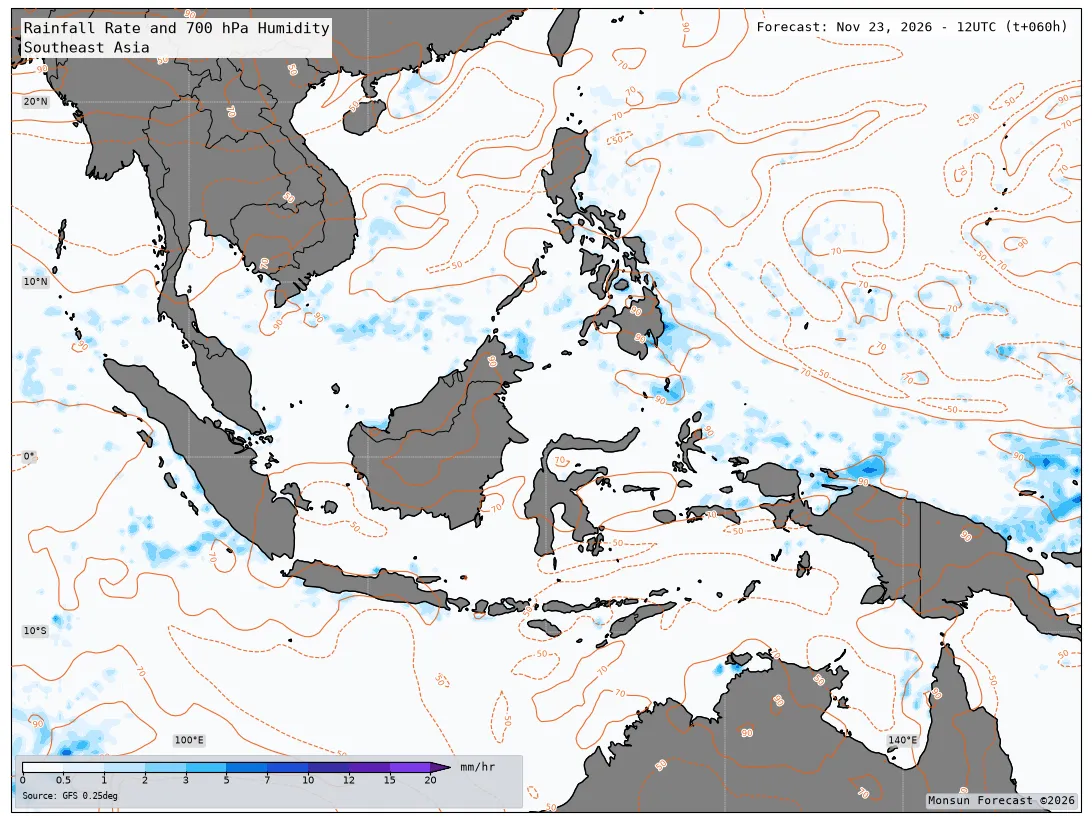 Rainfall Rate and 700 hPa Humidity
Southeast Asia
Forecast: Nov 23, 2026 - 12UTC (t+060h)
20°N
10°N
0°
10°S
100°E
140°E
0 0.5 1 2 3 5 7 10 12 15 20 mm/hr
Source: GFS 0.25deg
Monsun Forecast ©2026